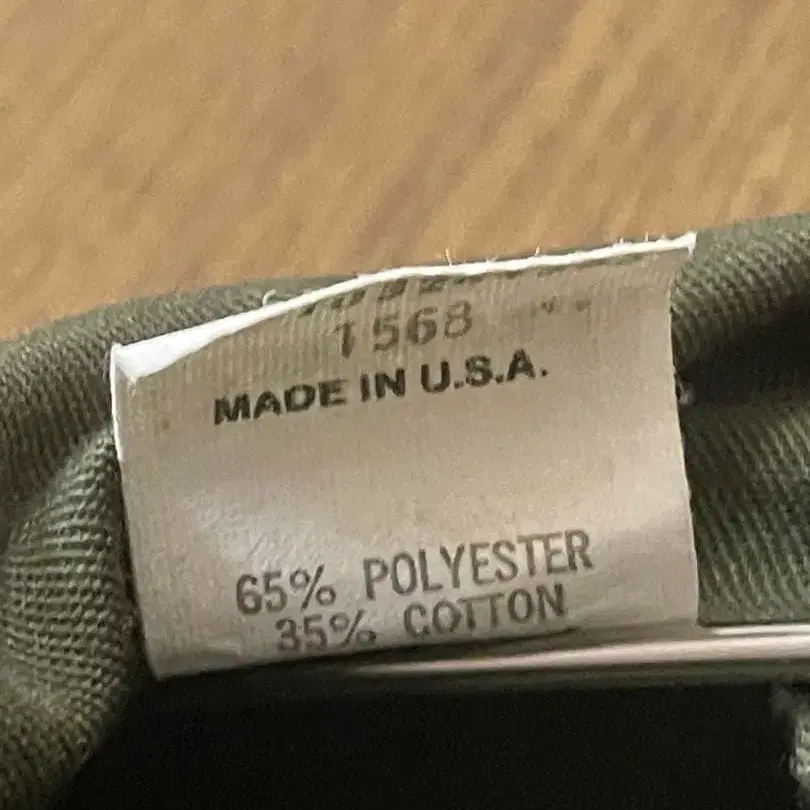 1568
MADE IN U.S.A.
65% POLYESTER
35% COTTON